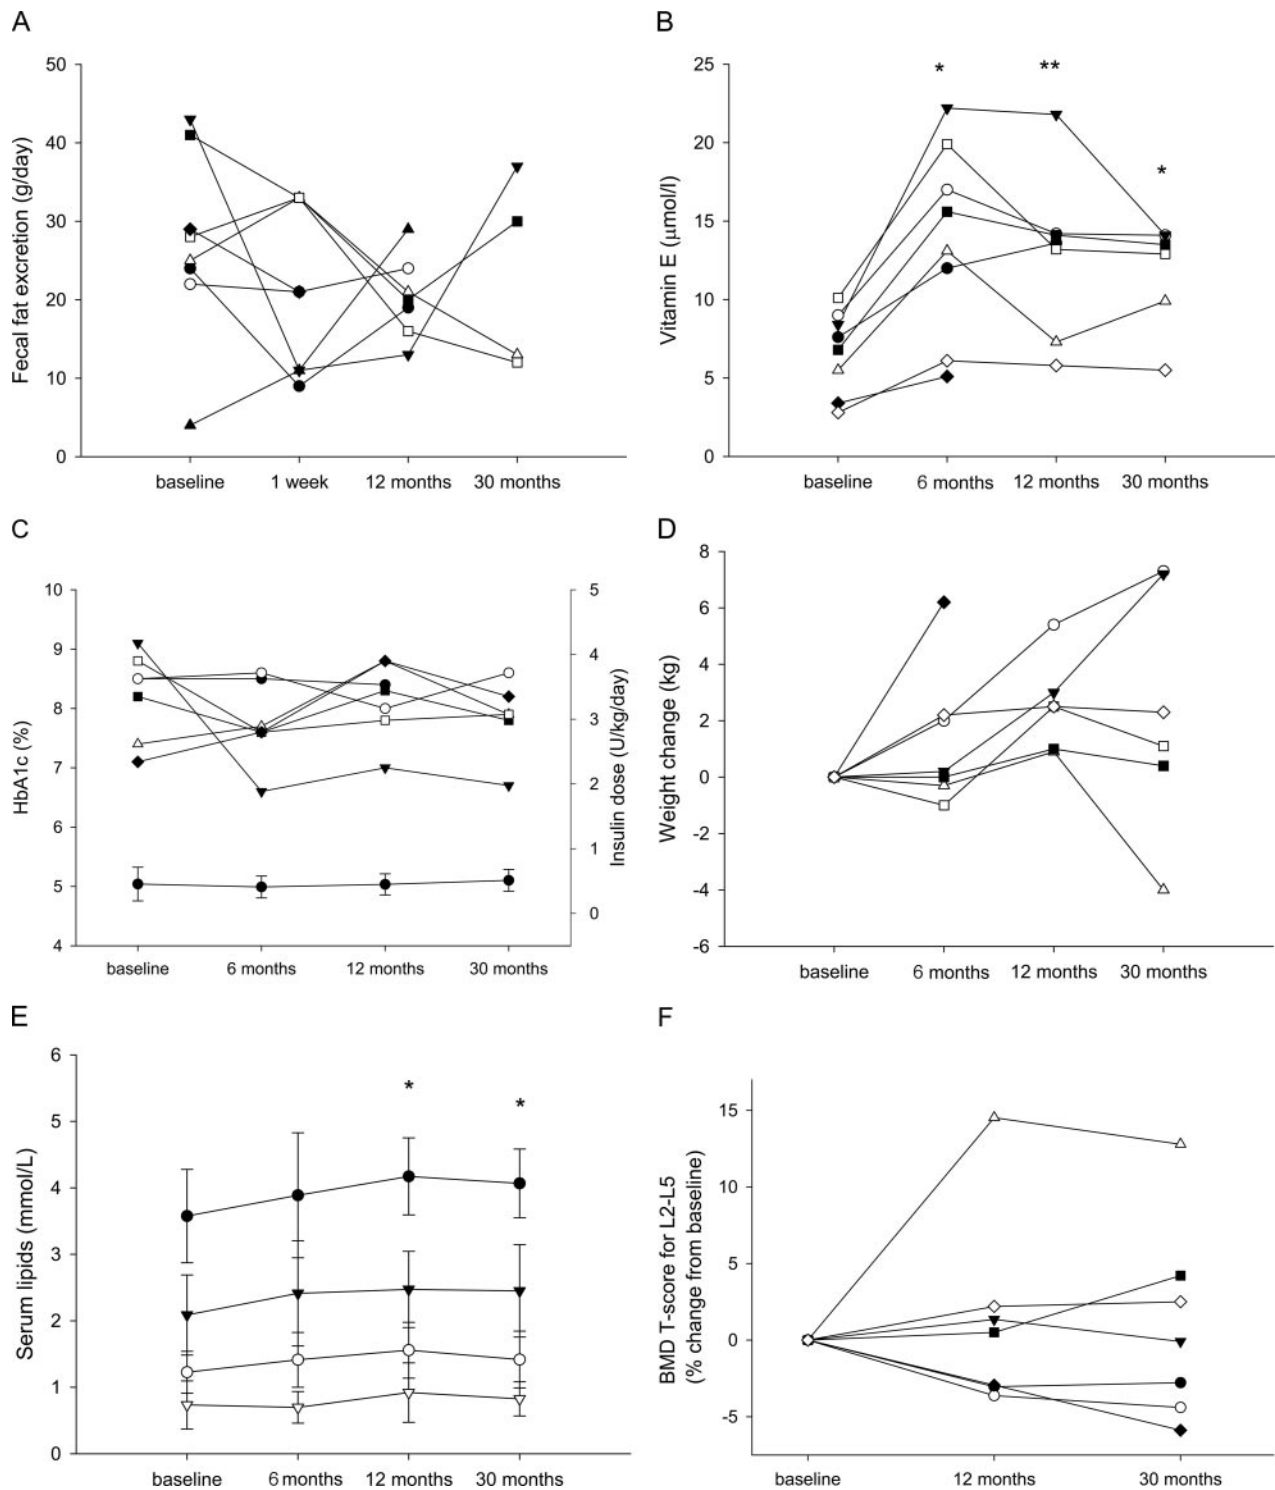 A
Fecal fat excretion (g/day)
50
40
30
20
10
0
baseline 1 week 12 months 30 months
B
Vitamin E (μmol/l)
25
20
15
10
5
0
* ** *
baseline 6 months 12 months 30 months
C
HbA1c (%)
10
9
8
7
6
5
4
Insulin dose (U/kg/day)
5
4
3
2
1
0
baseline 6 months 12 months 30 months
D
Weight change (kg)
8
6
4
2
0
-2
-4
-6
baseline 6 months 12 months 30 months
E
Serum lipids (mmol/L)
6
5
4
3
2
1
0
* *
baseline 6 months 12 months 30 months
F
BMD T-score for L2-L5
(% change from baseline)
15
10
5
0
-5
baseline 12 months 30 months